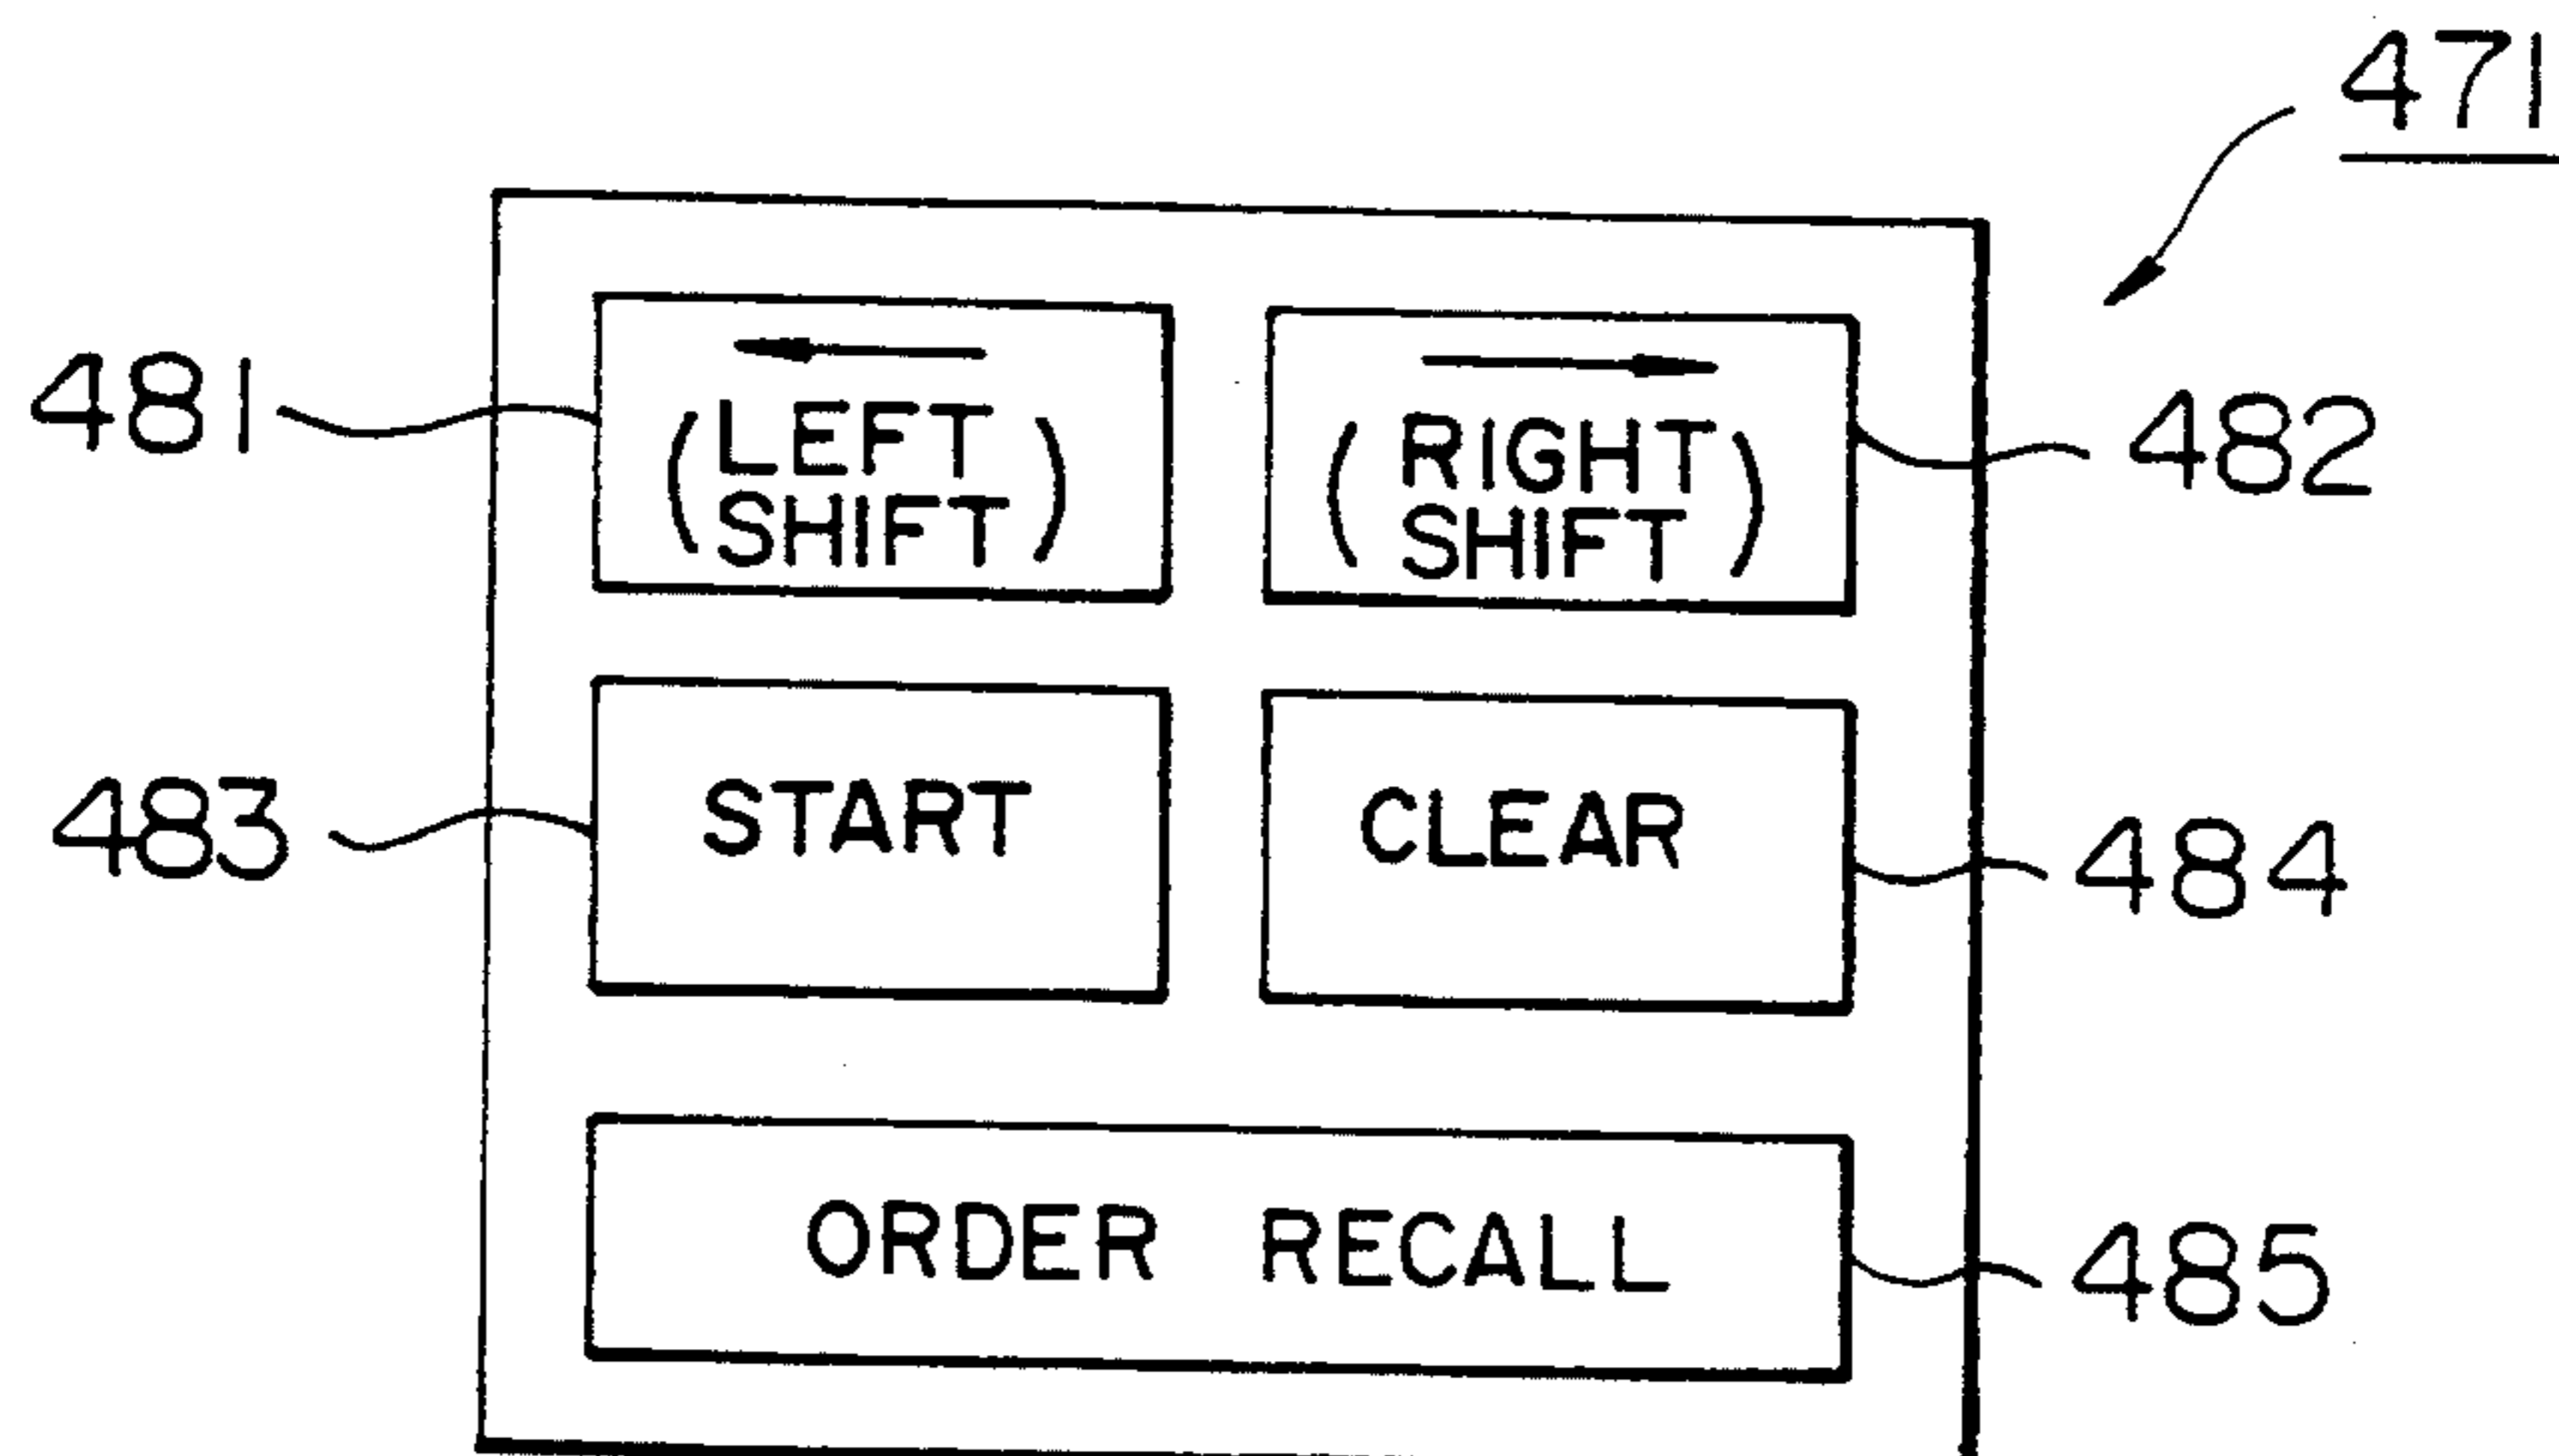 471
481
←
(LEFT
SHIFT)
→
(RIGHT
SHIFT)
482
483
START
CLEAR
484
ORDER RECALL
485